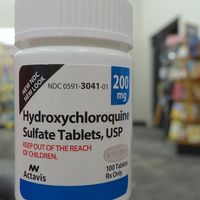 NEW NDC
NEW LOOK
NDC 0591-3041-01
200
mg
Hydroxychloroquine
Sulfate Tablets, USP
KEEP OUT OF THE REACH
OF CHILDREN.
Actavis
100 Tablets
Rx Only